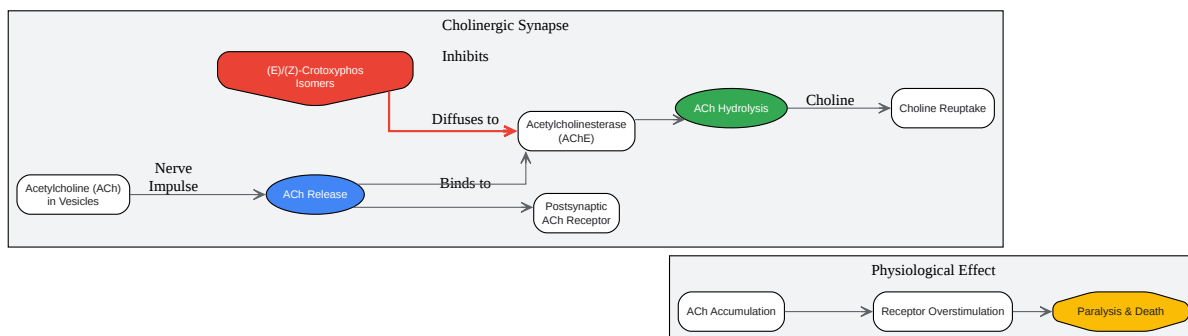 Cholinergic Synapse
Inhibits
(E)/(Z)-Crotoxyphos
Isomers
Diffuses to
Acetylcholinesterase
(AChE)
ACh Hydrolysis
Choline
Choline Reuptake
Nerve
Impulse
Acetylcholine (ACh)
in Vesicles
ACh Release
Binds to
Postsynaptic
ACh Receptor
Physiological Effect
ACh Accumulation
Receptor Overstimulation
Paralysis & Death